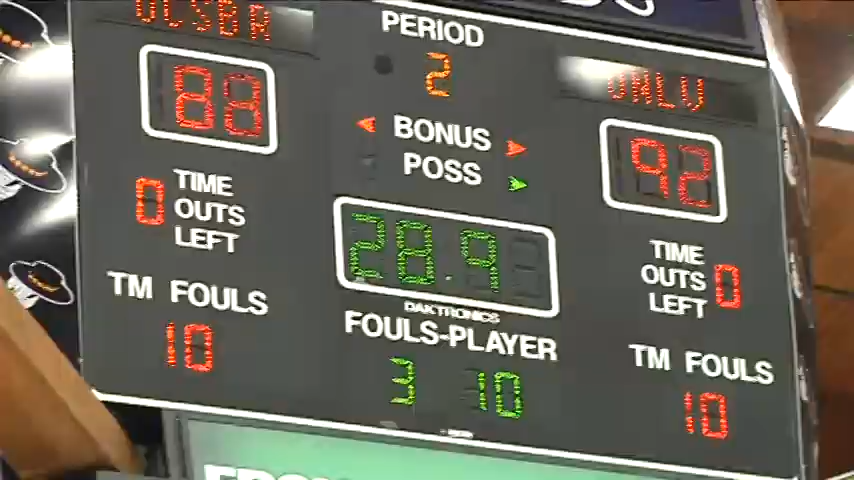 UCSBR
PERIOD
2
UNLV
88
BONUS
POSS
92
0
TIME
OUTS
LEFT
28.9
TIME
OUTS
LEFT
0
DAKTRONICS
TM FOULS
FOULS-PLAYER
TM FOULS
10
3 10
10